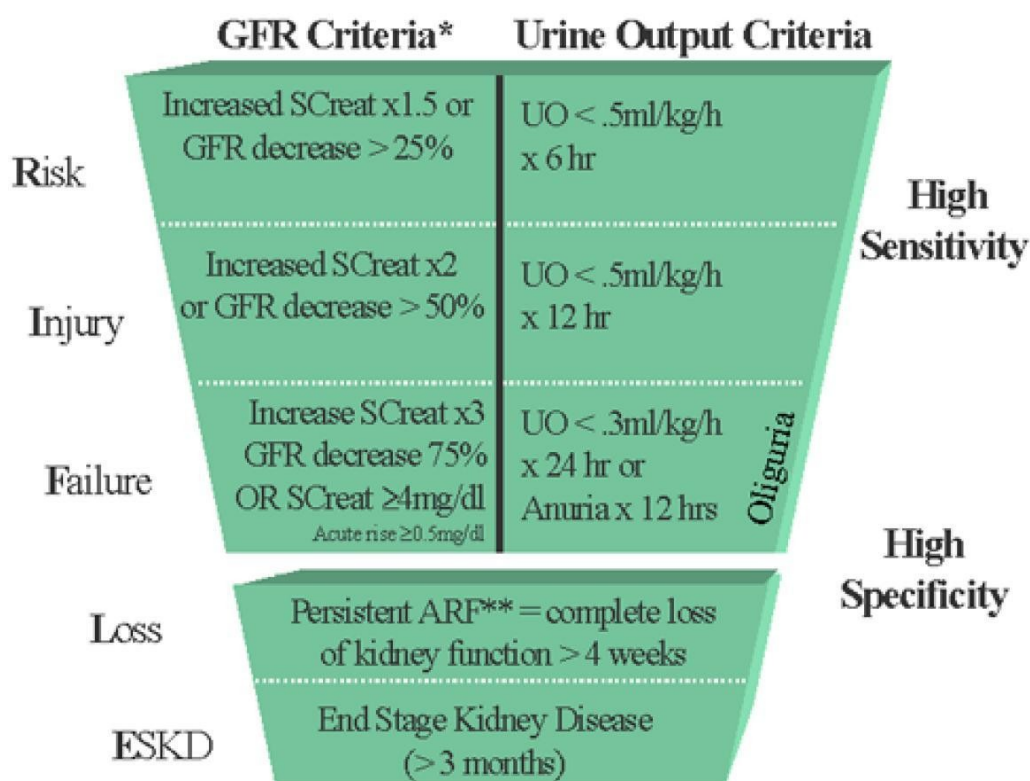 GFR Criteria* Urine Output Criteria
Risk
Increased SCreat x1.5 or
GFR decrease > 25%
UO < .5ml/kg/h
x 6 hr
High
Sensitivity
Injury
Increased SCreat x2
or GFR decrease > 50%
UO < .5ml/kg/h
x 12 hr
Failure
Increase SCreat x3
GFR decrease 75%
OR SCreat ≥4mg/dl
Acute rise ≥0.5mg/dl
UO < .3ml/kg/h
x 24 hr or
Anuria x 12 hrs
Oliguria
High
Specificity
Loss
Persistent ARF** = complete loss
of kidney function > 4 weeks
ESKD
End Stage Kidney Disease
(> 3 months)